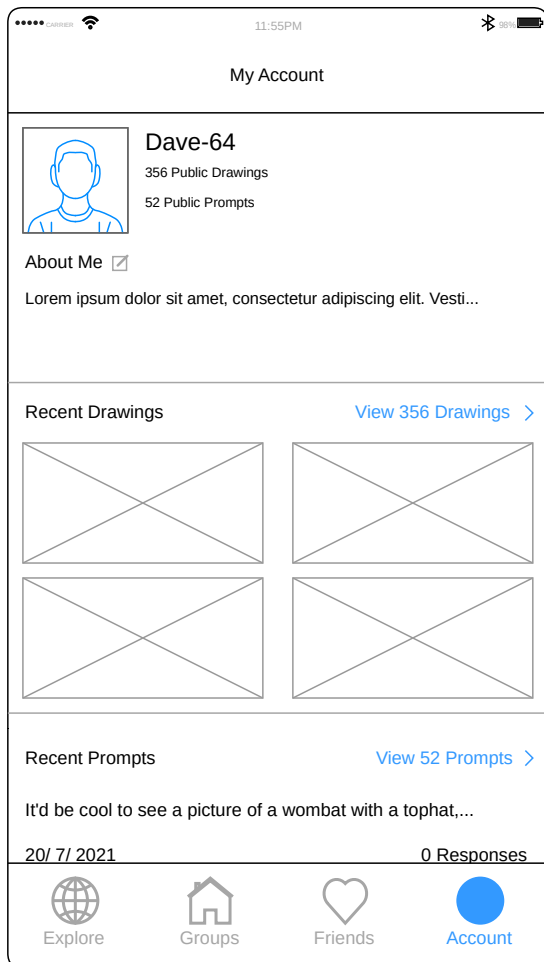 CARRIER
11:55PM
98%
My Account
Dave-64
356 Public Drawings
52 Public Prompts
About Me
Lorem ipsum dolor sit amet, consectetur adipiscing elit. Vesti...
Recent Drawings
View 356 Drawings
Recent Prompts
View 52 Prompts
It'd be cool to see a picture of a wombat with a tophat,...
20/ 7/ 2021
0 Responses
Explore
Groups
Friends
Account